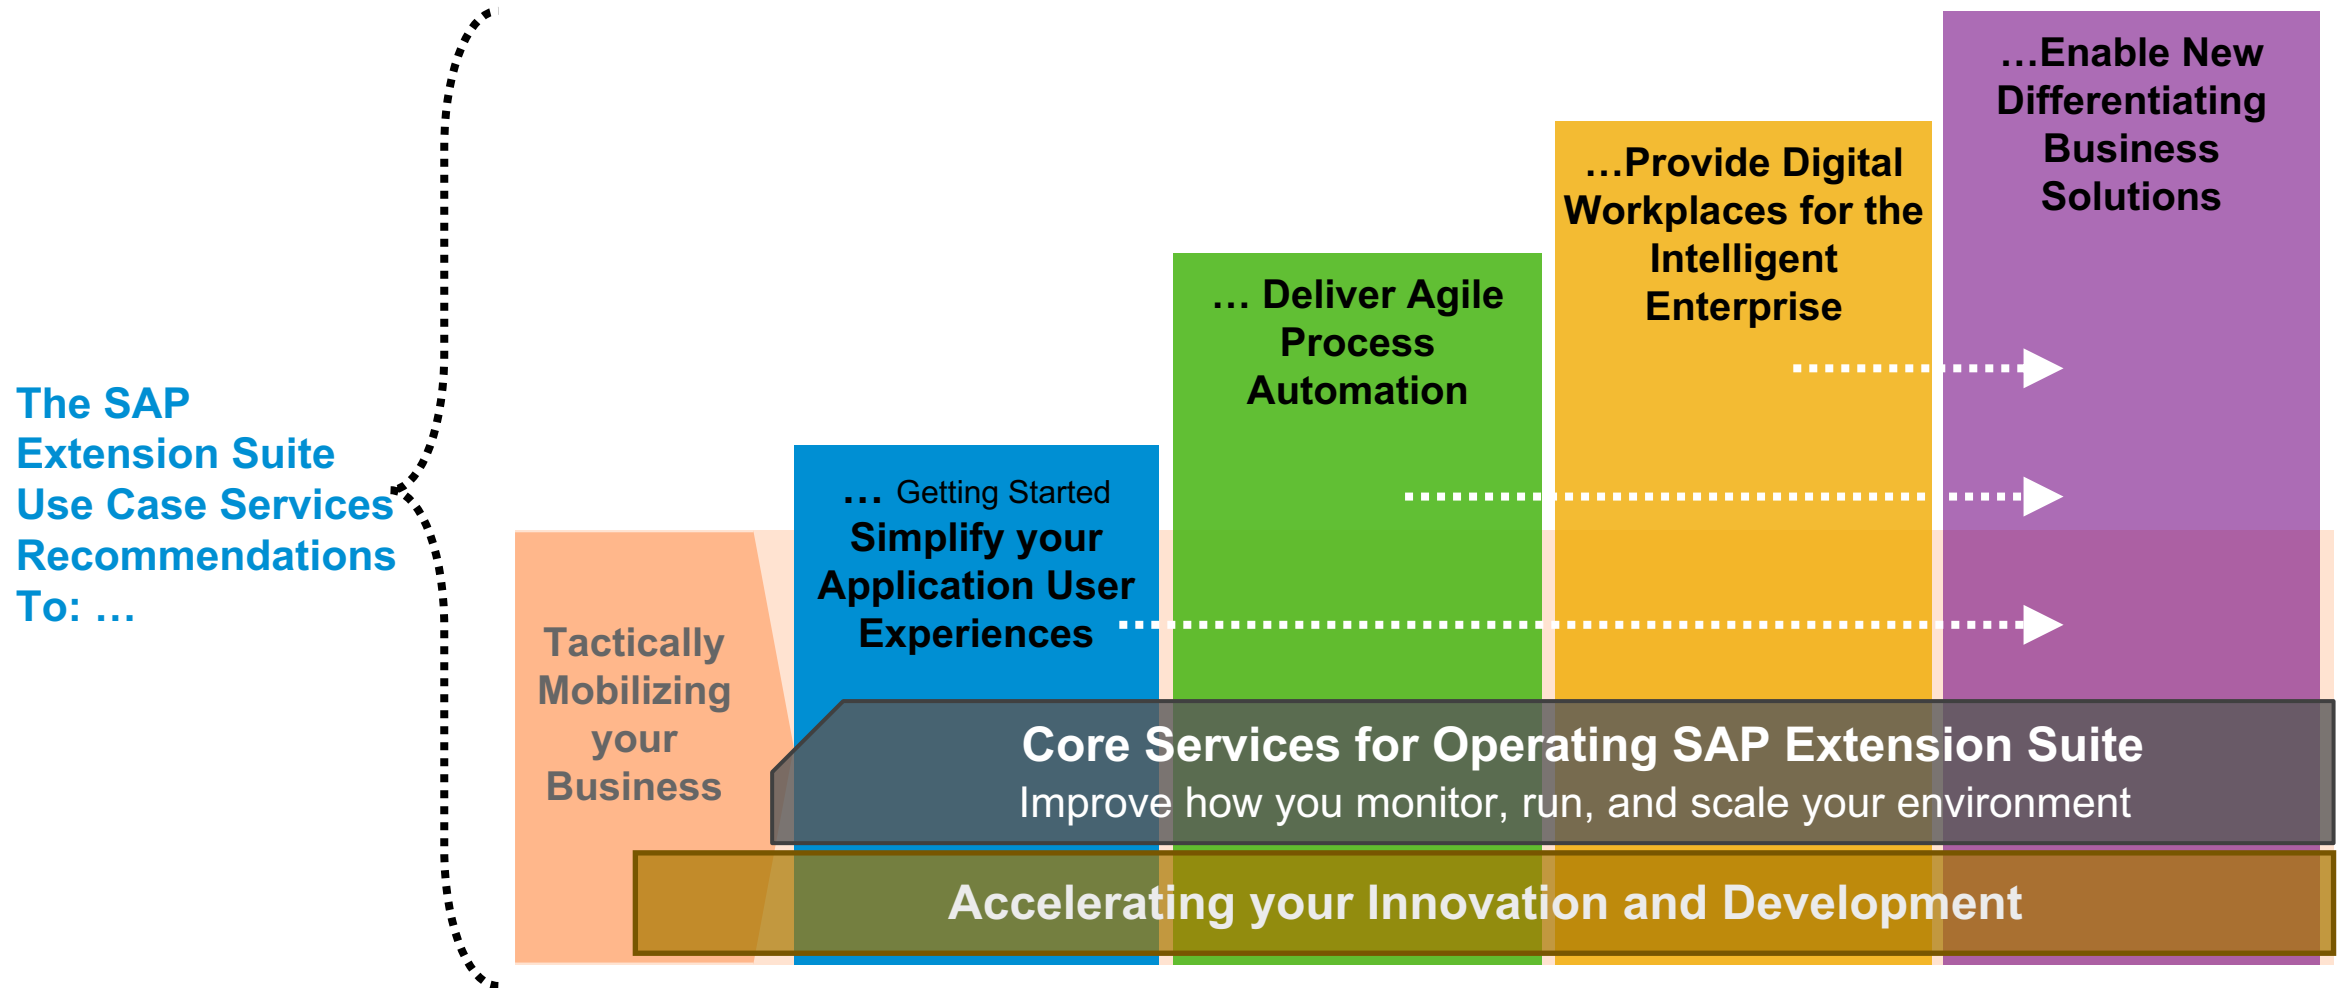 The SAP
Extension Suite
Use Case Services
Recommendations
To: …
Tactically
Mobilizing
your
Business
… Getting Started
Simplify your
Application User
Experiences
… Deliver Agile
Process
Automation
…Provide Digital
Workplaces for the
Intelligent
Enterprise
…Enable New
Differentiating
Business
Solutions
Core Services for Operating SAP Extension Suite
Improve how you monitor, run, and scale your environment
Accelerating your Innovation and Development